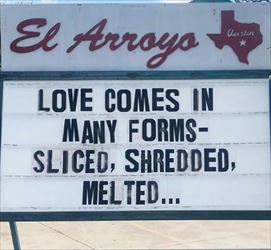 El Arroyo
Austin
LOVE COMES IN
MANY FORMS-
SLICED, SHREDDED,
MELTED...